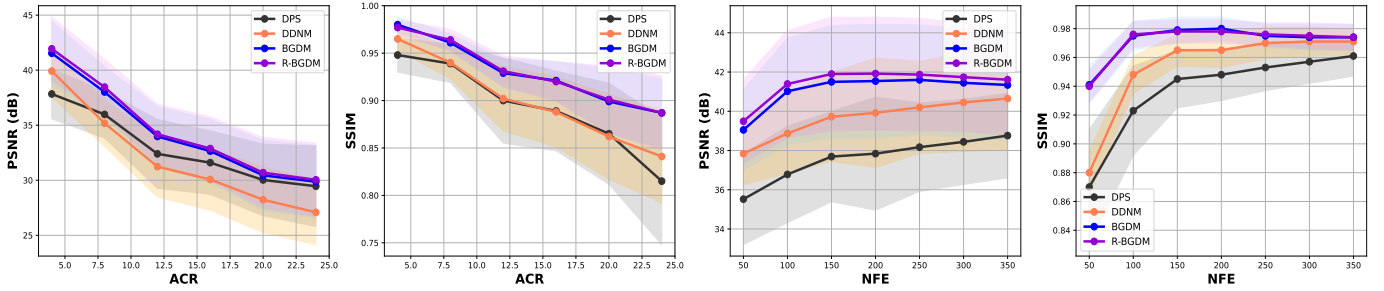 45
40
35
30
25
PSNR (dB)
5.0 7.5 10.0 12.5 15.0 17.5 20.0 22.5 25.0
ACR
DPS
DDNM
BGDM
R-BGDM
1.00
0.95
0.90
0.85
0.80
0.75
SSIM
5.0 7.5 10.0 12.5 15.0 17.5 20.0 22.5 25.0
ACR
DPS
DDNM
BGDM
R-BGDM
44
42
40
38
36
34
PSNR (dB)
50 100 150 200 250 300 350
NFE
DPS
DDNM
BGDM
R-BGDM
0.98
0.96
0.94
0.92
0.90
0.88
0.86
0.84
SSIM
50 100 150 200 250 300 350
NFE
DPS
DDNM
BGDM
R-BGDM